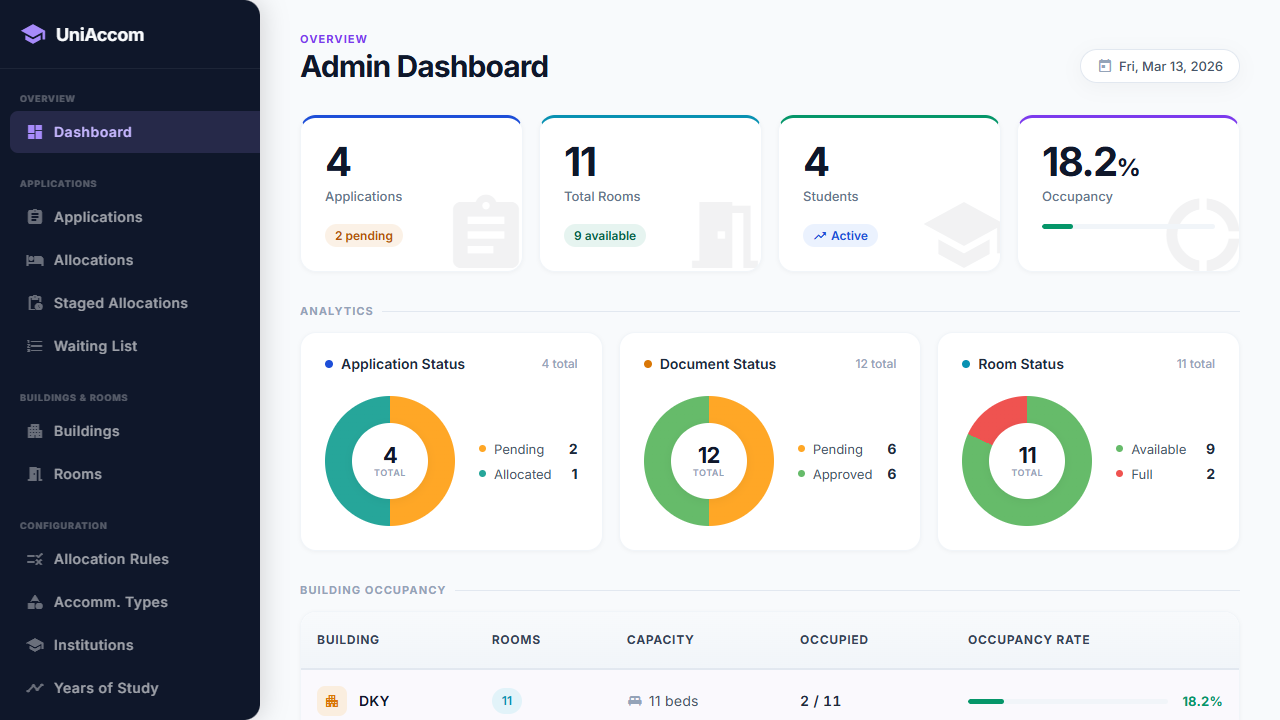 UniAccom
OVERVIEW
Dashboard
APPLICATIONS
Applications
Allocations
Staged Allocations
Waiting List
BUILDINGS & ROOMS
Buildings
Rooms
CONFIGURATION
Allocation Rules
Accomm. Types
Institutions
Years of Study
OVERVIEW
Admin Dashboard
Fri, Mar 13, 2026
4
Applications
2 pending
11
Total Rooms
9 available
4
Students
Active
18.2%
Occupancy
ANALYTICS
Application Status 4 total
4
TOTAL
Pending 2
Allocated 1
Document Status 12 total
12
TOTAL
Pending 6
Approved 6
Room Status 11 total
11
TOTAL
Available 9
Full 2
BUILDING OCCUPANCY
BUILDING ROOMS CAPACITY OCCUPIED OCCUPANCY RATE
DKY 11 11 beds 2 / 11 18.2%